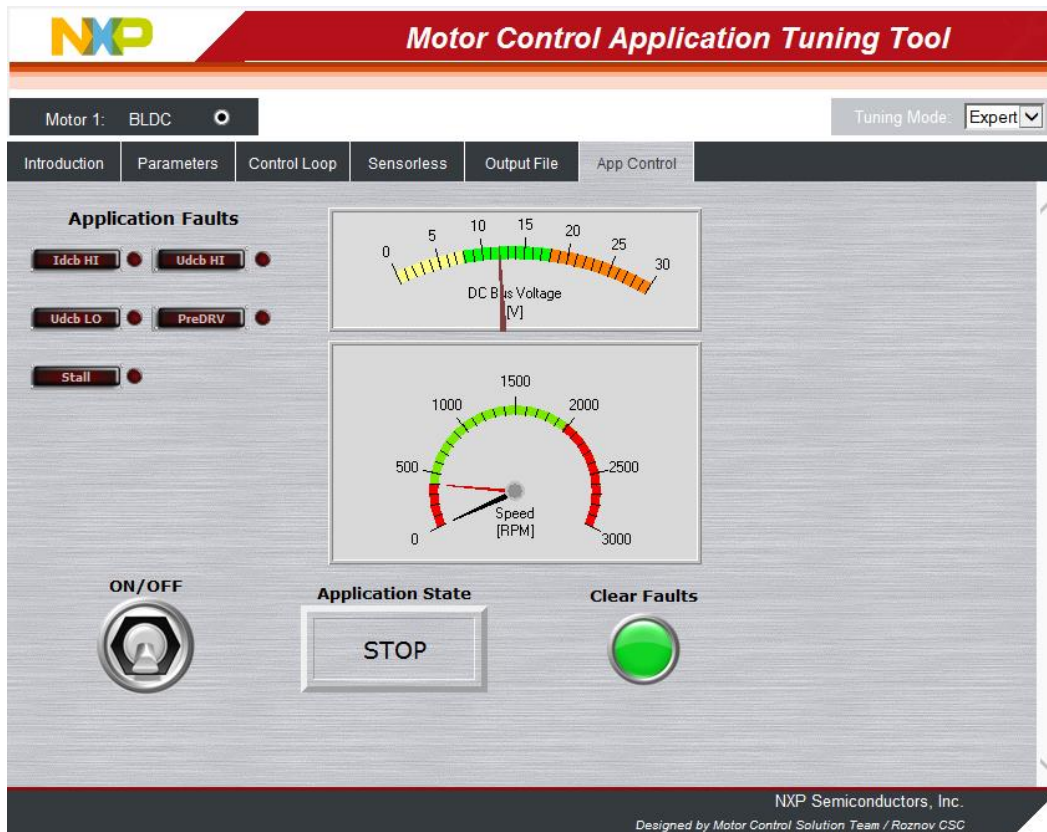 NXP
Motor Control Application Tuning Tool
Motor 1: BLDC
Tuning Mode: Expert
Introduction Parameters Control Loop Sensorless Output File App Control
Application Faults
Idcb HI Udcb HI
Udcb LO PreDRV
Stall
0 5 10 15 20 25 30
DC Bus Voltage
[V]
0 500 1000 1500 2000 2500 3000
Speed
[RPM]
ON/OFF
Application State
STOP
Clear Faults
NXP Semiconductors, Inc.
Designed by Motor Control Solution Team / Roznov CSC